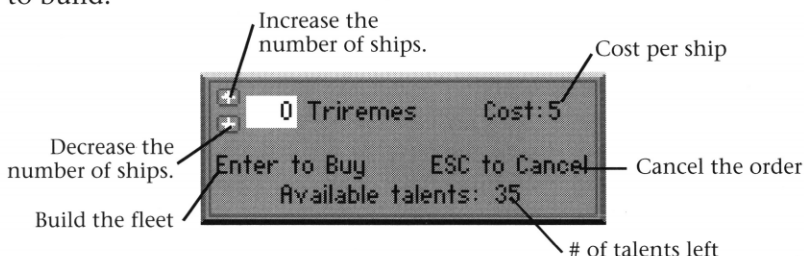 to build.
Increase the
number of ships.
Cost per ship
0 Triremes Cost:5
Decrease the
number of ships.
Enter to Buy ESC to Cancel
Cancel the order
Available talents: 35
Build the fleet
# of talents left